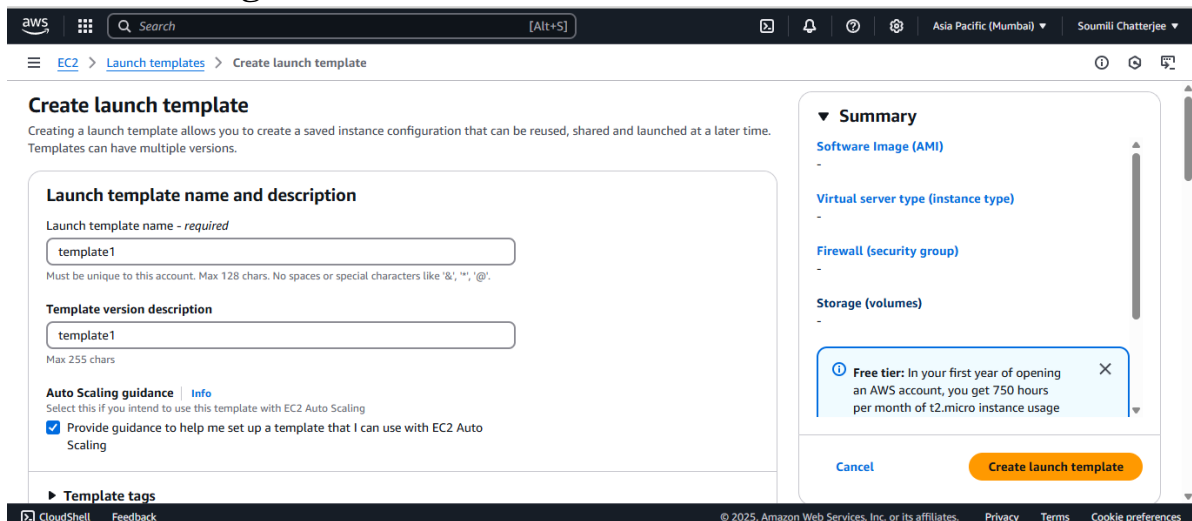 aws
Search
[Alt+S]
Asia Pacific (Mumbai) ▼
Soumili Chatterjee ▼
EC2 > Launch templates > Create launch template
Create launch template
Creating a launch template allows you to create a saved instance configuration that can be reused, shared and launched at a later time.
Templates can have multiple versions.
Launch template name and description
Launch template name - required
template1
Must be unique to this account. Max 128 chars. No spaces or special characters like '&', '*', '@'.
Template version description
template1
Max 255 chars
Auto Scaling guidance | Info
Select this if you intend to use this template with EC2 Auto Scaling
Provide guidance to help me set up a template that I can use with EC2 Auto
Scaling
▶ Template tags
▼ Summary
Software Image (AMI)
-
Virtual server type (instance type)
-
Firewall (security group)
-
Storage (volumes)
-
Free tier: In your first year of opening
an AWS account, you get 750 hours
per month of t2.micro instance usage
Cancel
Create launch template
CloudShell
Feedback
© 2025, Amazon Web Services, Inc. or its affiliates.
Privacy
Terms
Cookie preferences